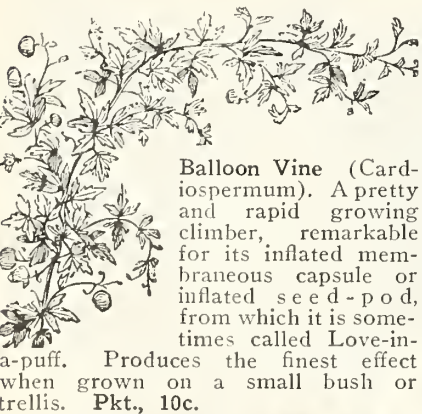 Balloon Vine (Card-
iospermum). A pretty
and rapid growing
climber, remarkable
for its inflated mem-
braneous capsule or
inflated seed-pod,
from which it is some-
times called Love-in-
a-puff. Produces the finest effect
when grown on a small bush or
trellis. Pkt., 10c.